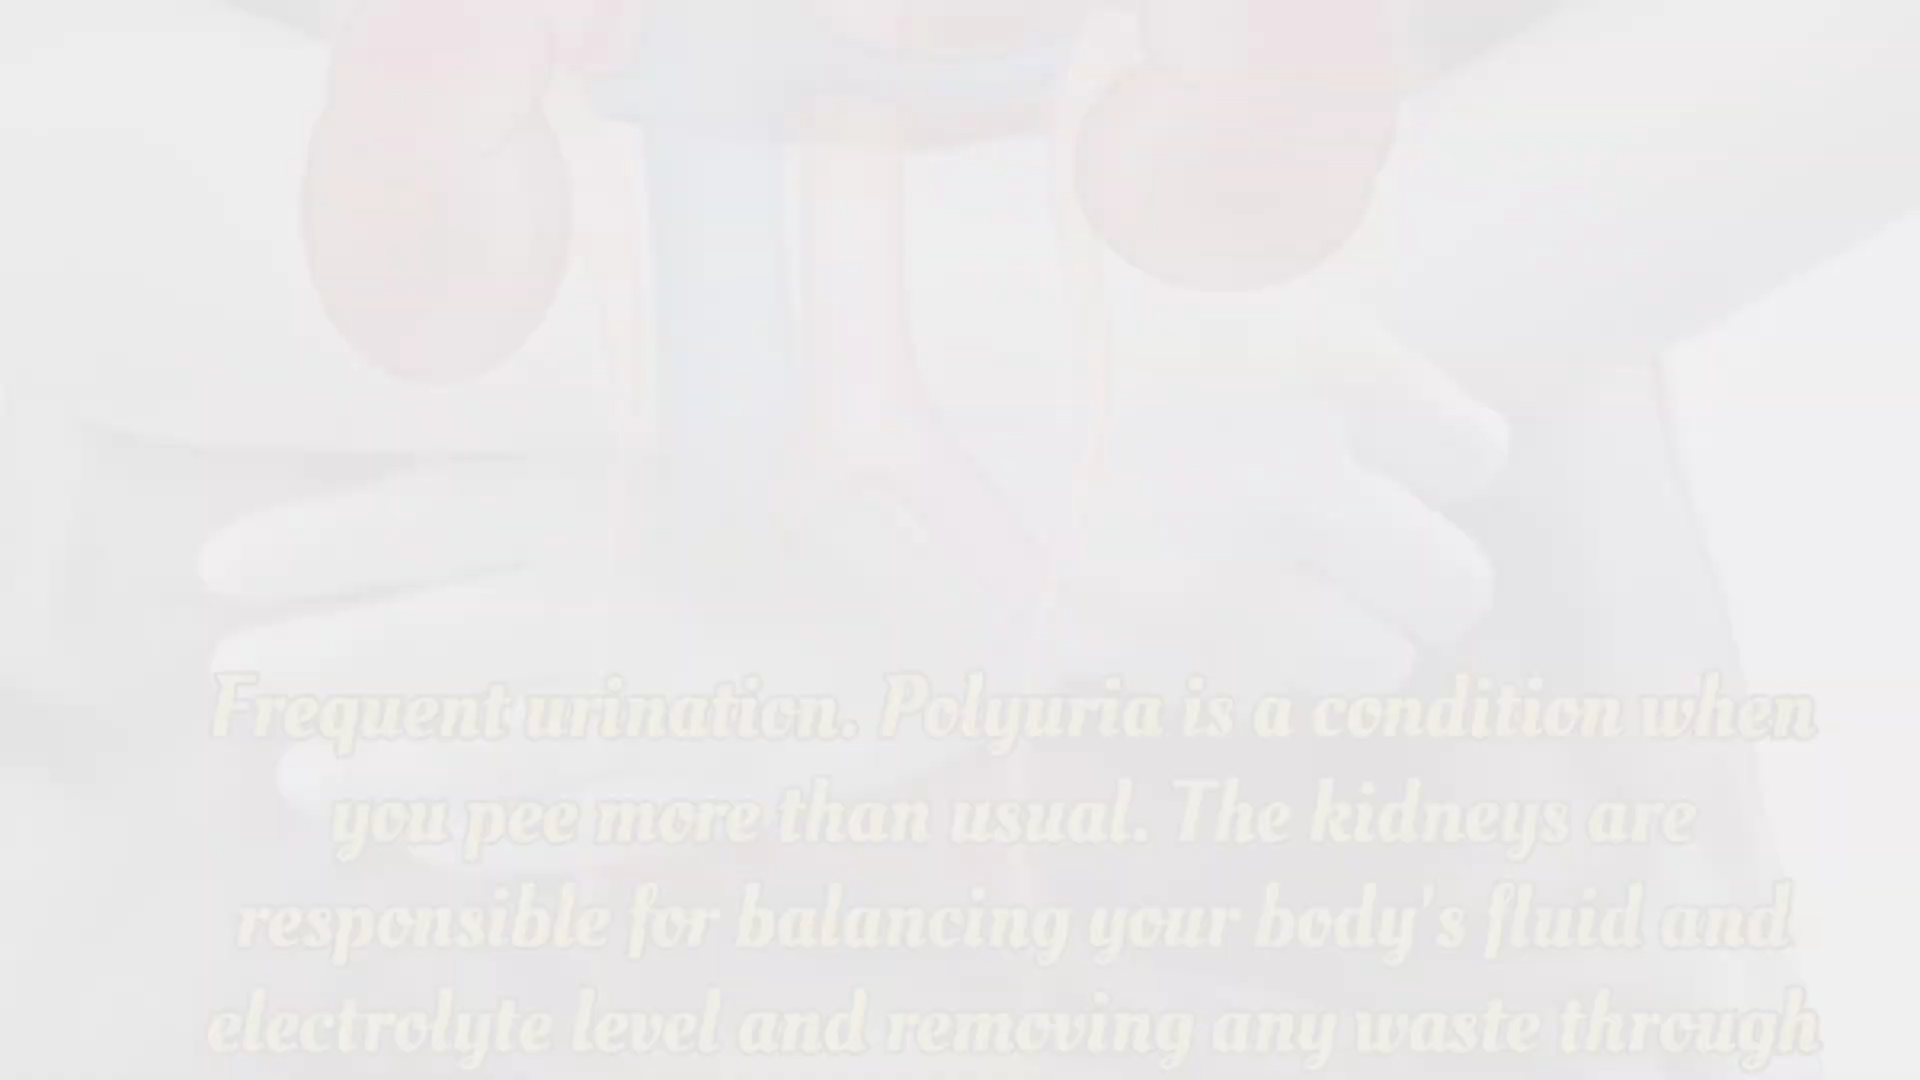 Frequent urination. Polyuria is a condition when
you pee more than usual. The kidneys are
responsible for balancing your body's fluid and
electrolyte level and removing any waste through